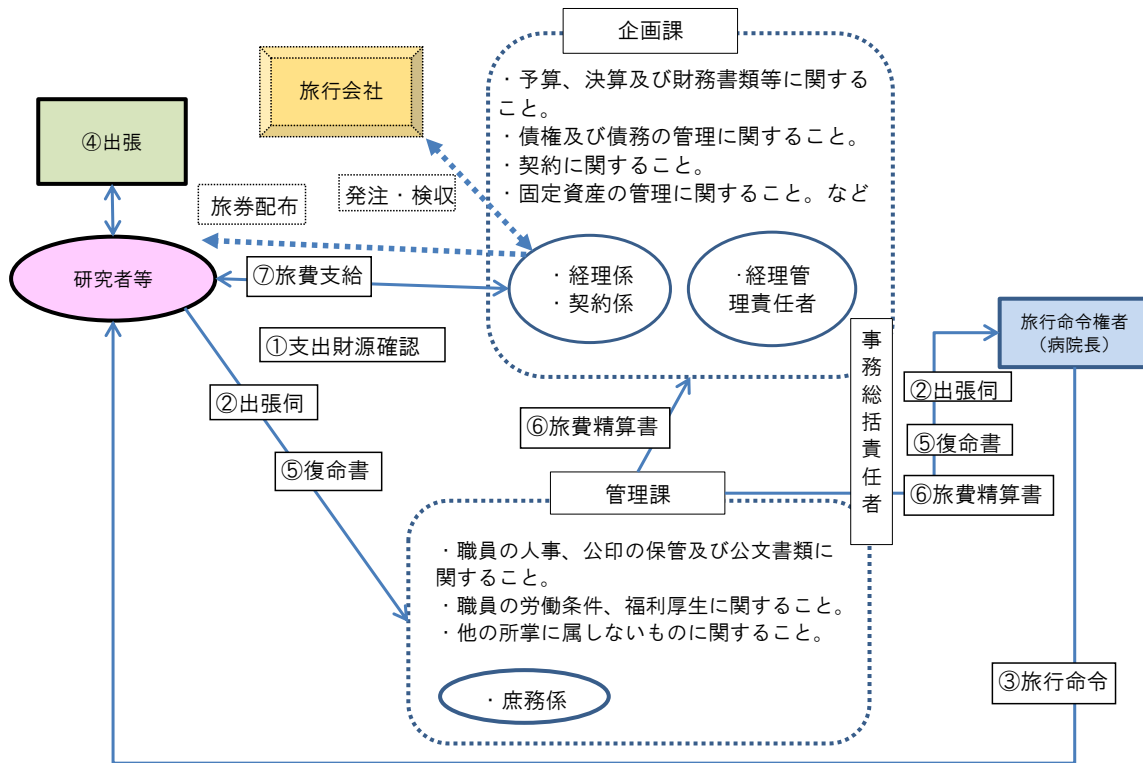 企画課
・予算、決算及び財務書類等に関する
こと。
・債権及び債務の管理に関すること。
・契約に関すること。
・固定資産の管理に関すること。など
旅行会社
④出張
発注・検収
旅券配布
研究者等
⑦旅費支給
・経理係
・契約係
・経理管
理責任者
①支出財源確認
事務総括責任者
旅行命令権者
（病院長）
②出張伺
②出張伺
⑥旅費精算書
⑤復命書
⑤復命書
管理課
⑥旅費精算書
・職員の人事、公印の保管及び公文書類に
関すること。
・職員の労働条件、福利厚生に関すること。
・他の所掌に属しないものに関すること。
③旅行命令
・庶務係